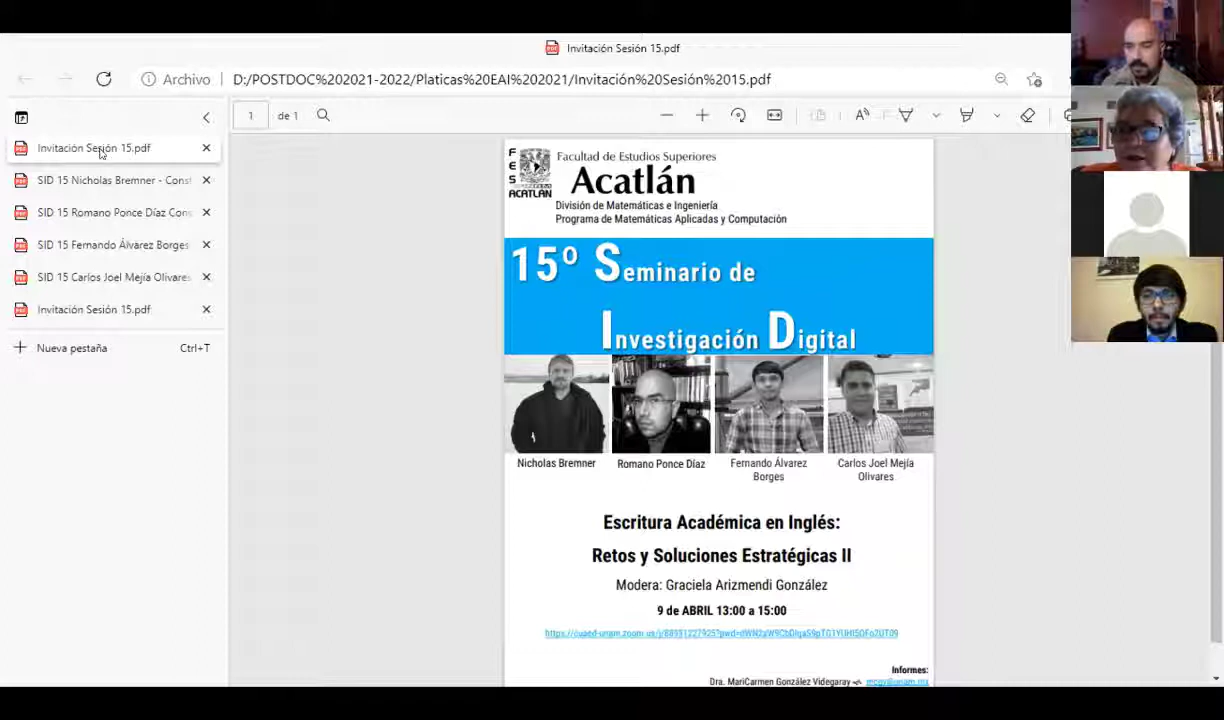 Invitación Sesión 15.pdf
Archivo
D:/POSTDOC%202021-2022/Platicas%20EAI%202021/Invitación%20Sesión%2015.pdf
1 de 1
Invitación Sesión 15.pdf
SID 15 Nicholas Bremner - Const
SID 15 Romano Ponce Díaz Cons
SID 15 Fernando Álvarez Borges
SID 15 Carlos Joel Mejía Olivares
Invitación Sesión 15.pdf
Nueva pestaña Ctrl+T
FES
ACATLÁN
Facultad de Estudios Superiores
Acatlán
División de Matemáticas e Ingeniería
Programa de Matemáticas Aplicadas y Computación
15º Seminario de
Investigación Digital
Nicholas Bremner
Romano Ponce Díaz
Fernando Álvarez
Borges
Carlos Joel Mejía
Olivares
Escritura Académica en Inglés:
Retos y Soluciones Estratégicas II
Modera: Graciela Arizmendi González
9 de ABRIL 13:00 a 15:00
Informes:
Dra. MariCarmen González Videgaray
mcgv@unam.mx